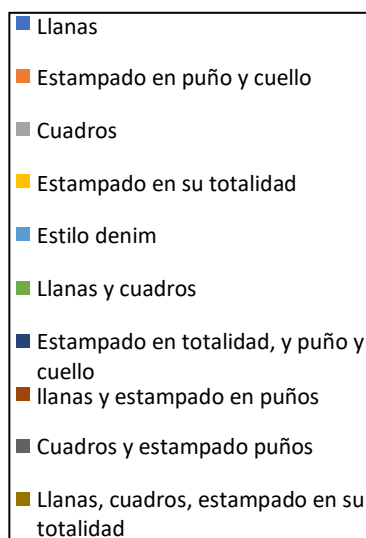 Llanas
Estampado en puño y cuello
Cuadros
Estampado en su totalidad
Estilo denim
Llanas y cuadros
Estampado en totalidad, y puño y
cuello
llanas y estampado en puños
Cuadros y estampado puños
Llanas, cuadros, estampado en su
totalidad